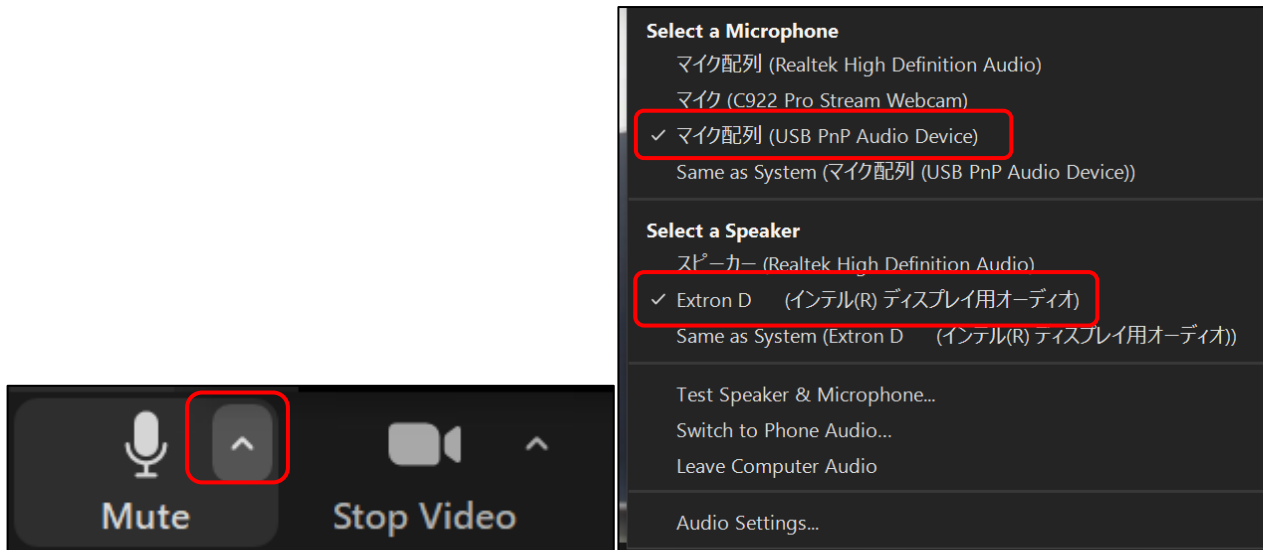 Mute
Stop Video
Select a Microphone
マイク配列 (Realtek High Definition Audio)
マイク (C922 Pro Stream Webcam)
✓ マイク配列 (USB PnP Audio Device)
Same as System (マイク配列 (USB PnP Audio Device))
Select a Speaker
スピーカー (Realtek High Definition Audio)
✓ Extron D (インテル(R) ディスプレイ用オーディオ)
Same as System (Extron D (インテル(R) ディスプレイ用オーディオ))
Test Speaker & Microphone...
Switch to Phone Audio...
Leave Computer Audio
Audio Settings...